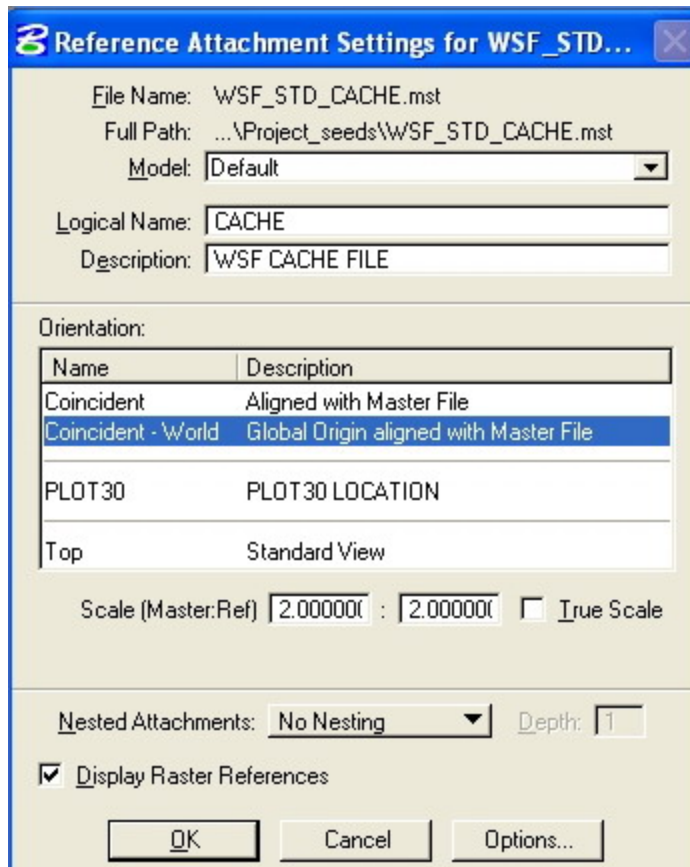 Reference Attachment Settings for WSF_STD...
File Name: WSF_STD_CACHE.mst
Full Path: ...\Project_seeds\WSF_STD_CACHE.mst
Model: Default
Logical Name: CACHE
Description: WSF CACHE FILE
Orientation:
Name Description
Coincident Aligned with Master File
Coincident - World Global Origin aligned with Master File
PLOT30 PLOT30 LOCATION
Top Standard View
Scale (Master:Ref) 2.00000( : 2.00000( True Scale
Nested Attachments: No Nesting Depth: 1
Display Raster References
OK Cancel Options...